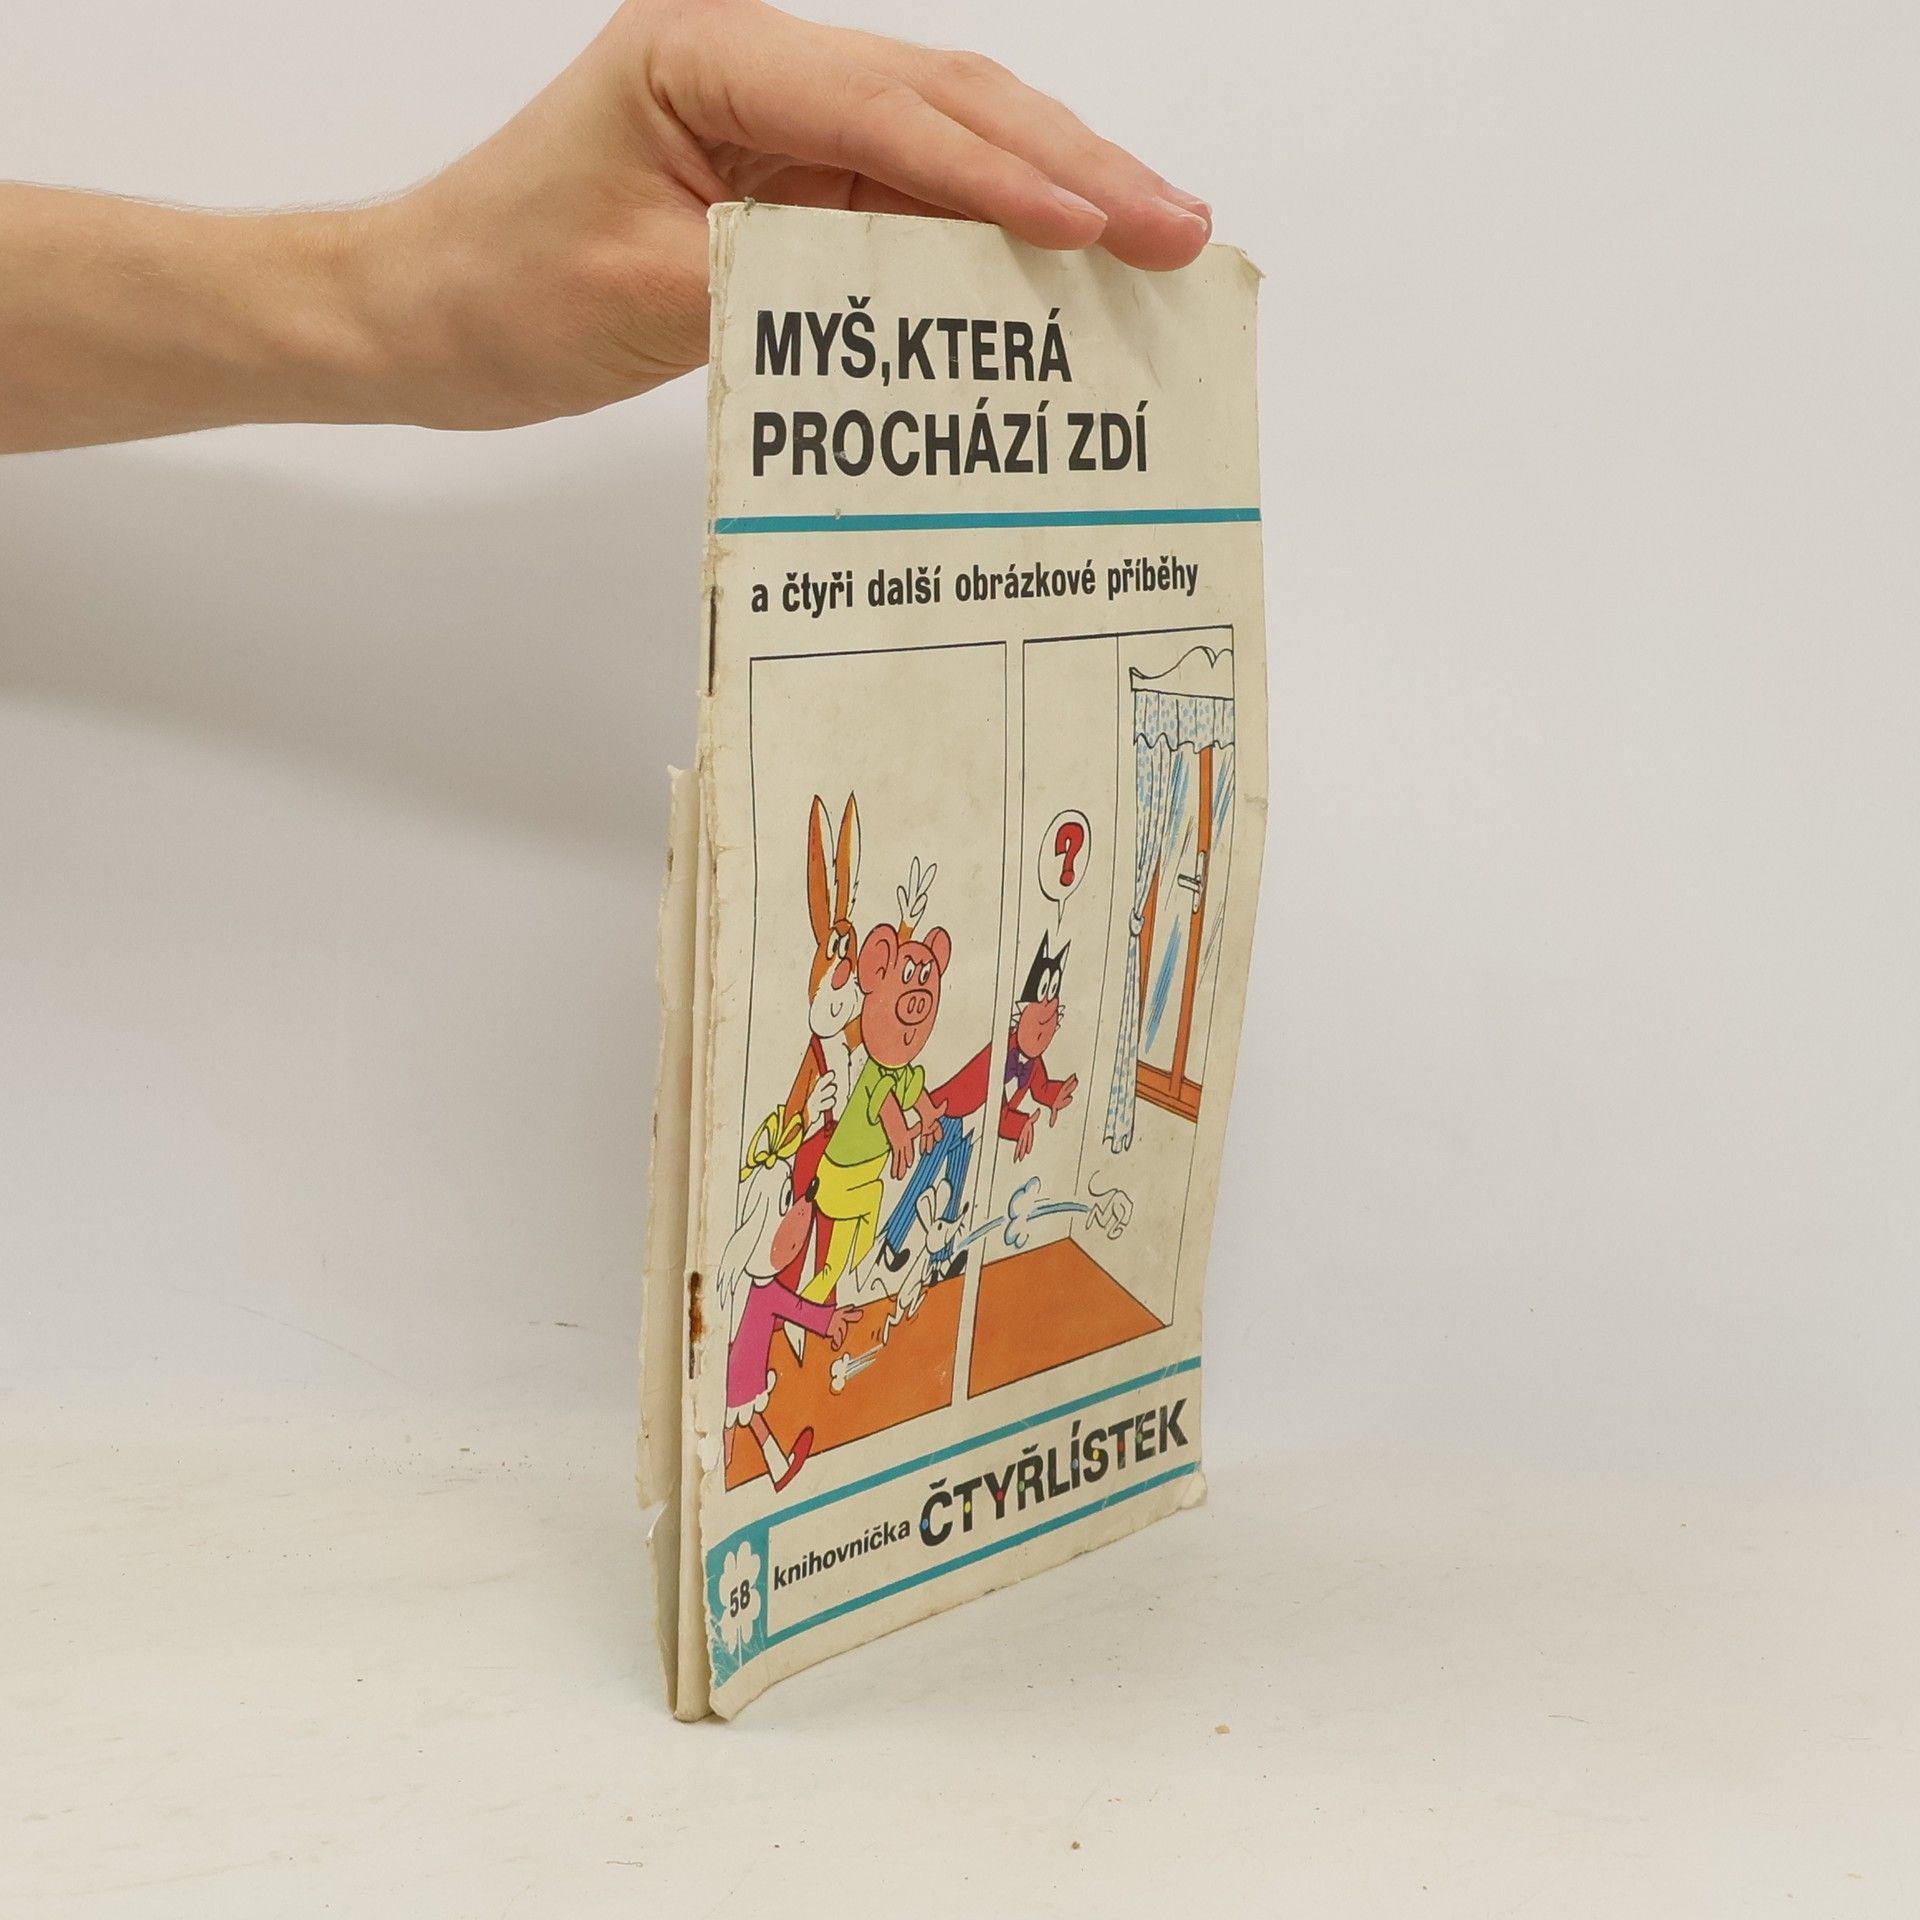 MYŠ, KTERÁ
PROCHÁZÍ ZDÍ
a čtyři další obrázkové příběhy
?
58 knihovnička ČTYŘLÍSTEK